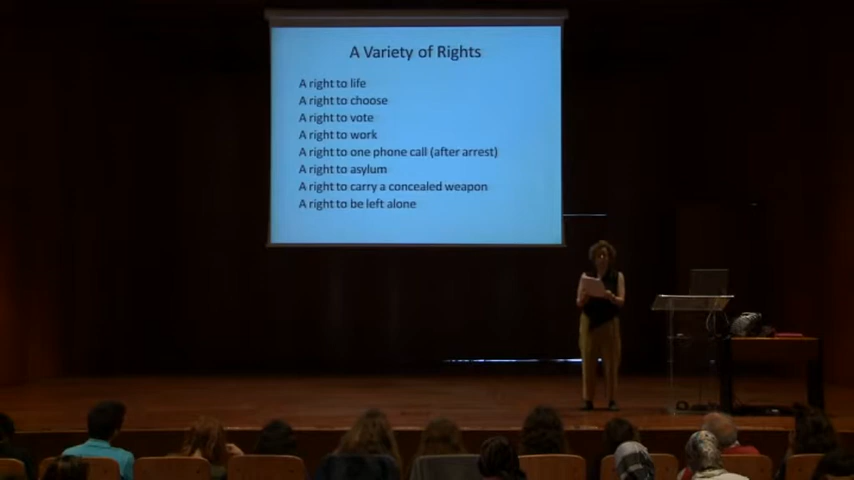 A Variety of Rights
A right to life
A right to choose
A right to vote
A right to work
A right to one phone call (after arrest)
A right to asylum
A right to carry a concealed weapon
A right to be left alone